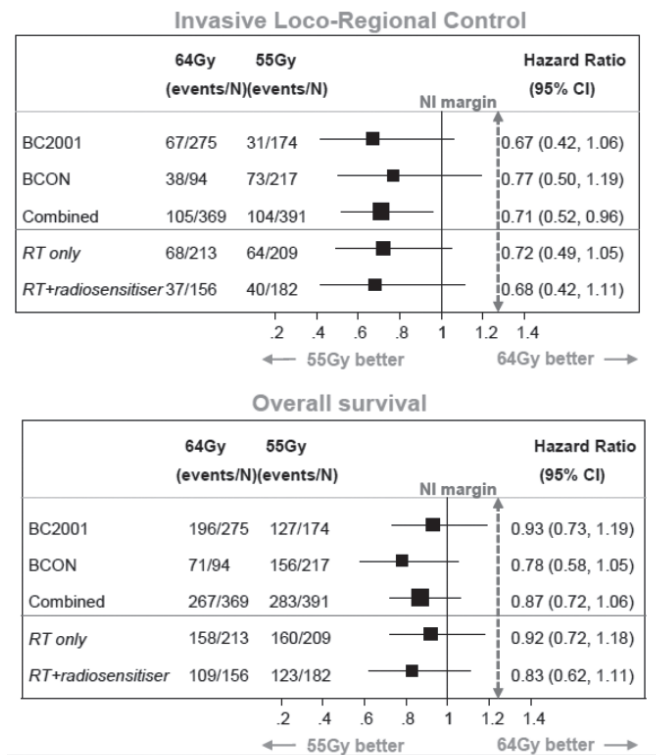 Invasive Loco-Regional Control
64Gy 55Gy Hazard Ratio
(events/N)(events/N) (95% CI)
NI margin
BC2001 67/275 31/174 0.67 (0.42, 1.06)
BCON 38/94 73/217 0.77 (0.50, 1.19)
Combined 105/369 104/391 0.71 (0.52, 0.96)
RT only 68/213 64/209 0.72 (0.49, 1.05)
RT+radiosensitiser 37/156 40/182 0.68 (0.42, 1.11)
.2 .4 .6 .8 1 1.2 1.4
55Gy better 64Gy better
Overall survival
64Gy 55Gy Hazard Ratio
(events/N)(events/N) (95% CI)
NI margin
BC2001 196/275 127/174 0.93 (0.73, 1.19)
BCON 71/94 156/217 0.78 (0.58, 1.05)
Combined 267/369 283/391 0.87 (0.72, 1.06)
RT only 158/213 160/209 0.92 (0.72, 1.18)
RT+radiosensitiser 109/156 123/182 0.83 (0.62, 1.11)
.2 .4 .6 .8 1 1.2 1.4
55Gy better 64Gy better